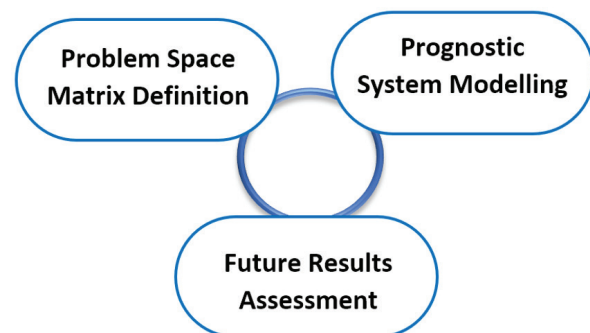 Problem Space
Matrix Definition
Prognostic
System Modelling
Future Results
Assessment